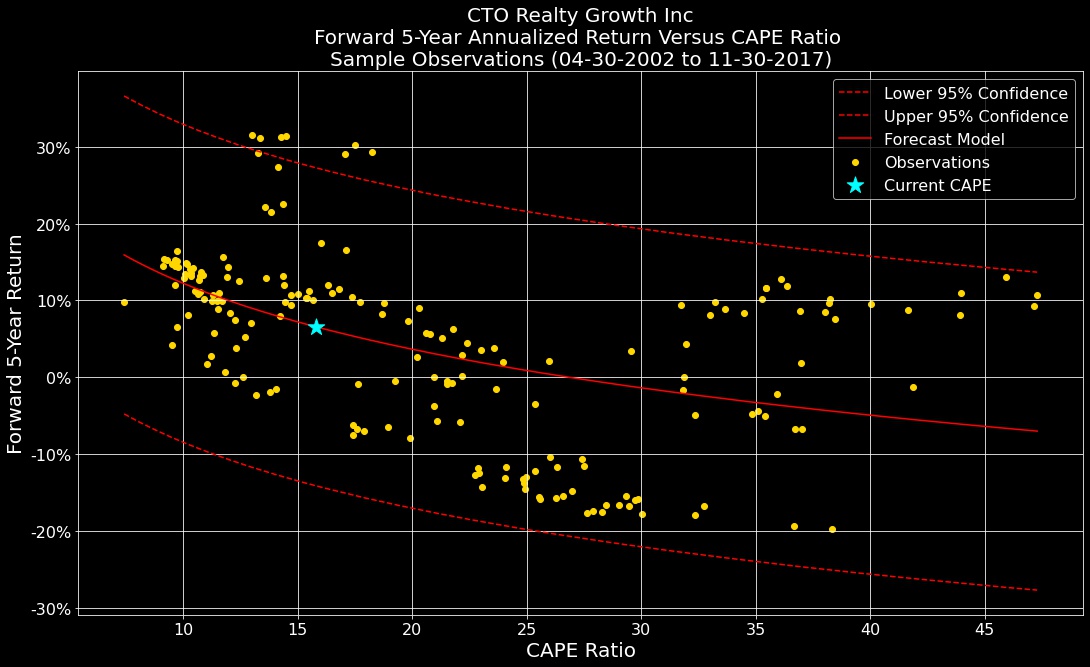 CTO Realty Growth Inc
Forward 5-Year Annualized Return Versus CAPE Ratio
Sample Observations (04-30-2002 to 11-30-2017)
Lower 95% Confidence
Upper 95% Confidence
Forecast Model
Observations
Current CAPE
Forward 5-Year Return
30%
20%
10%
0%
-10%
-20%
-30%
10 15 20 25 30 35 40 45
CAPE Ratio